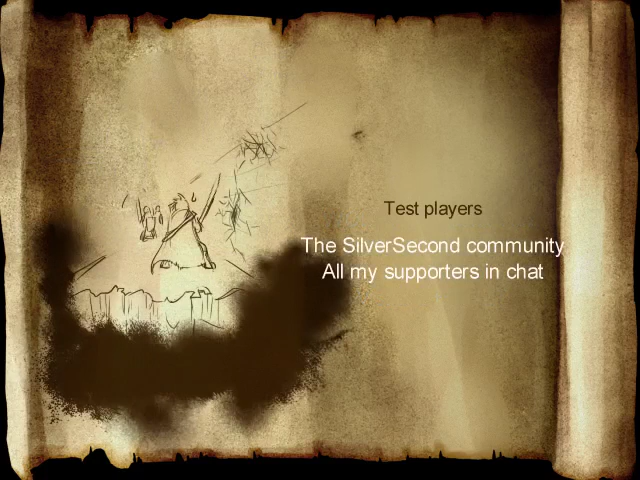 Test players
The SilverSecond community
All my supporters in chat